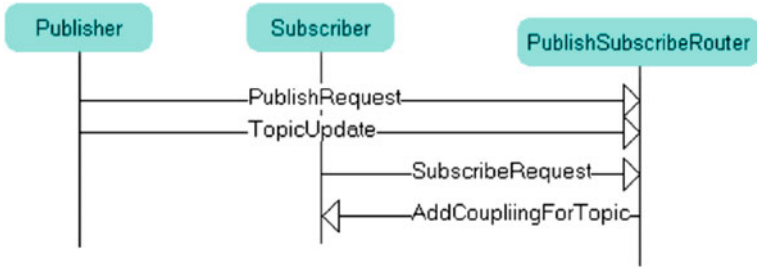 Publisher
Subscriber
PublishSubscribeRouter
PublishRequest
TopicUpdate
SubscribeRequest
AddCoupliingForTopic